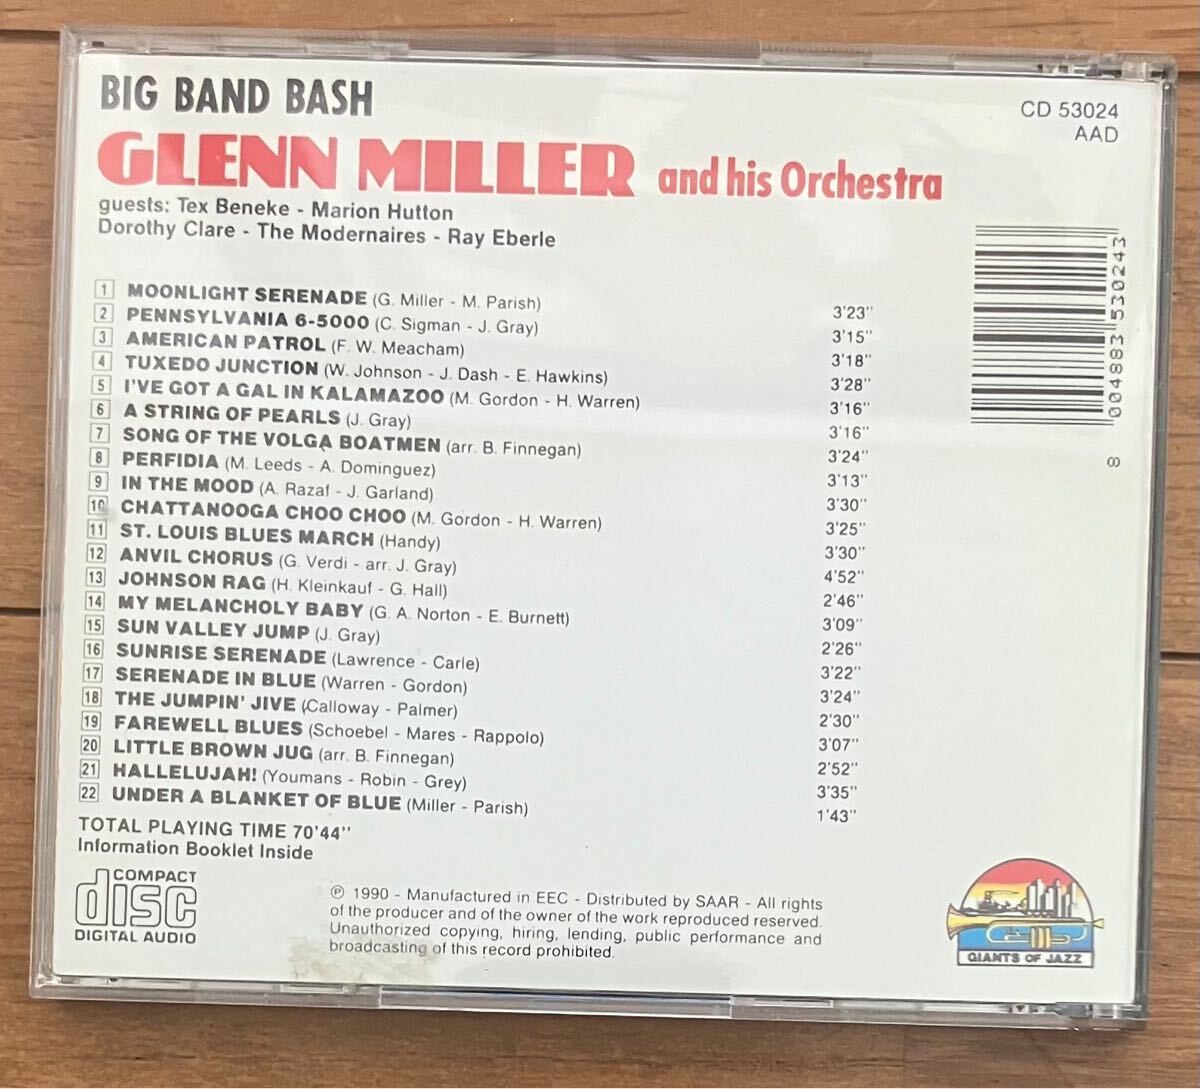 BIG BAND BASH
CD 53024
AAD
GLENN MILLER and his Orchestra
guests: Tex Beneke - Marion Hutton
Dorothy Clare - The Modernaires - Ray Eberle
1 MOONLIGHT SERENADE (G. Miller - M. Parish) 3'23"
2 PENNSYLVANIA 6-5000 (C. Sigman - J. Gray) 3'15"
3 AMERICAN PATROL (F. W. Meacham) 3'18"
4 TUXEDO JUNCTION (W. Johnson - J. Dash - E. Hawkins) 3'28"
5 I'VE GOT A GAL IN KALAMAZOO (M. Gordon - H. Warren) 3'16"
6 A STRING OF PEARLS (J. Gray) 3'16"
7 SONG OF THE VOLGA BOATMEN (arr. B. Finnegan) 3'24"
8 PERFIDIA (M. Leeds - A. Dominguez) 3'13"
9 IN THE MOOD (A. Razaf - J. Garland) 3'30"
10 CHATTANOOGA CHOO CHOO (M. Gordon - H. Warren) 3'25"
11 ST. LOUIS BLUES MARCH (Handy) 3'30"
12 ANVIL CHORUS (G. Verdi - arr. J. Gray) 4'52"
13 JOHNSON RAG (H. Kleinkauf - G. Hall) 2'46"
14 MY MELANCHOLY BABY (G. A. Norton - E. Burnett) 3'09"
15 SUN VALLEY JUMP (J. Gray) 2'26"
16 SUNRISE SERENADE (Lawrence - Carle) 3'22"
17 SERENADE IN BLUE (Warren - Gordon) 3'24"
18 THE JUMPIN' JIVE (Calloway - Palmer) 2'30"
19 FAREWELL BLUES (Schoebel - Mares - Rappolo) 3'07"
20 LITTLE BROWN JUG (arr. B. Finnegan) 2'52"
21 HALLELUJAH! (Youmans - Robin - Grey) 3'35"
22 UNDER A BLANKET OF BLUE (Miller - Parish) 1'43"
TOTAL PLAYING TIME 70'44"
Information Booklet Inside
0 04883 53024 3
8
COMPACT
disc
DIGITAL AUDIO
℗ 1990 - Manufactured in EEC - Distributed by SAAR - All rights
of the producer and of the owner of the work reproduced reserved.
Unauthorized copying, hiring, lending, public performance and
broadcasting of this record prohibited.
GIANTS OF JAZZ